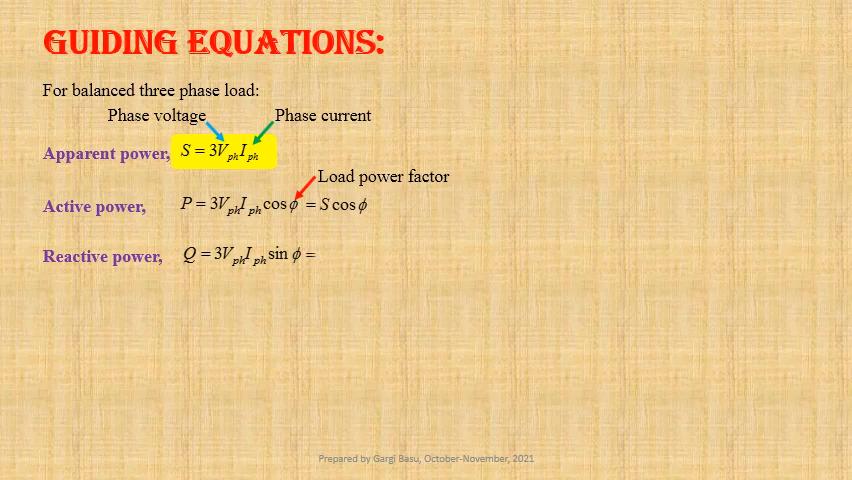 GUIDING EQUATIONS:
For balanced three phase load:
Phase voltage Phase current
Apparent power, S = 3V_ph I_ph
Load power factor
Active power, P = 3V_ph I_ph cos ϕ = S cos ϕ
Reactive power, Q = 3V_ph I_ph sin ϕ =
Prepared by Gargi Basu, October-November, 2021